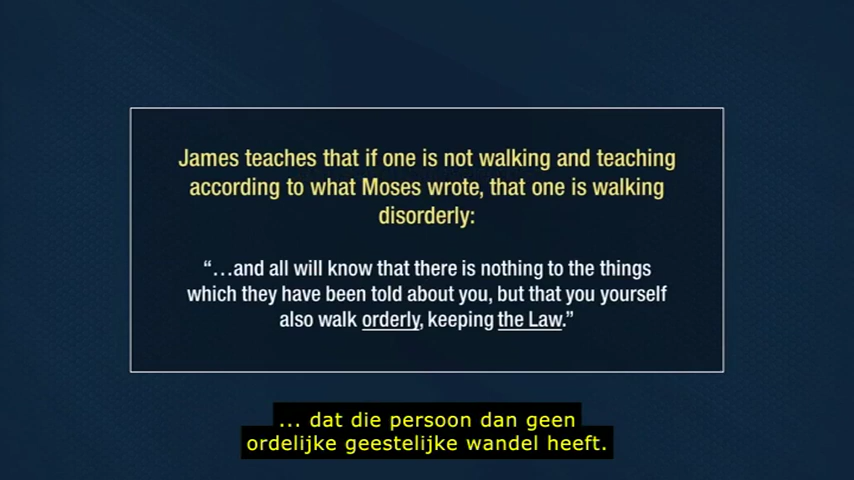 James teaches that if one is not walking and teaching
according to what Moses wrote, that one is walking
disorderly:
“…and all will know that there is nothing to the things
which they have been told about you, but that you yourself
also walk orderly, keeping the Law.”
... dat die persoon dan geen
ordelijke geestelijke wandel heeft.